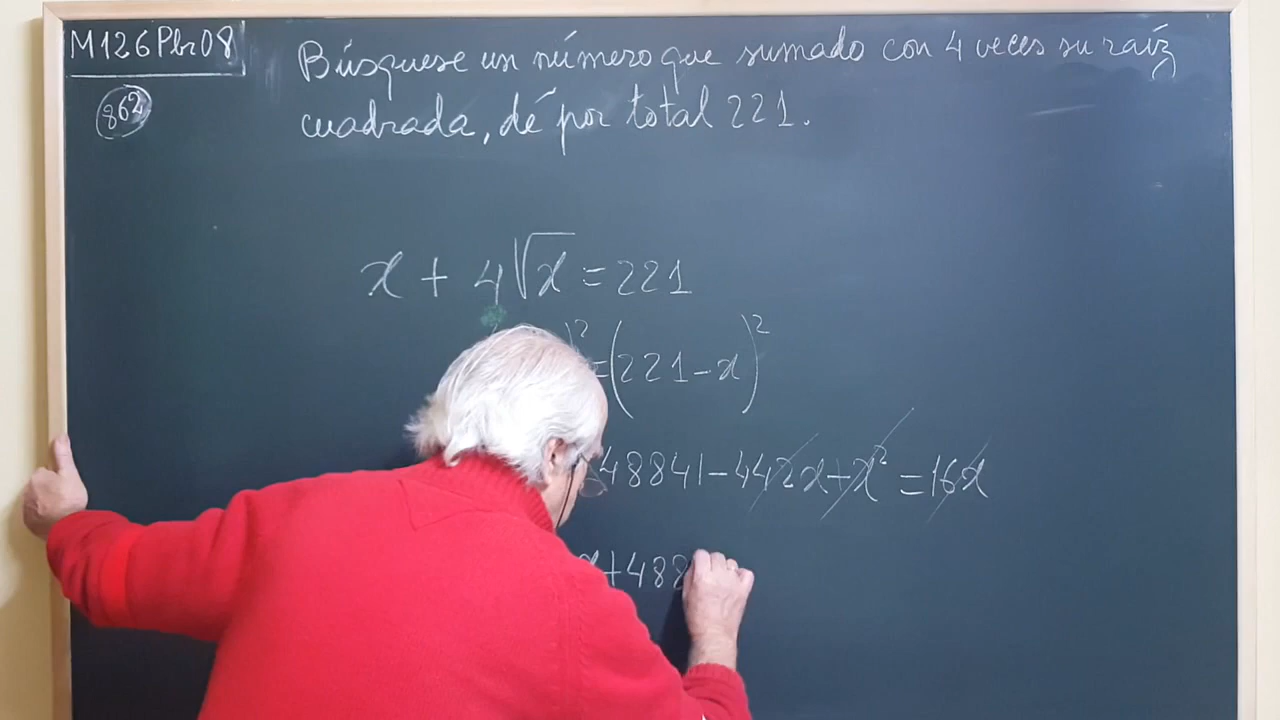 M126Pbr08
862
Búsquese un número que sumado con 4 veces su raíz
cuadrada, dé por total 221.
x + 4√x = 221
)² = (221 - x)²
48841 - 442x + x² = 16x
x + 488